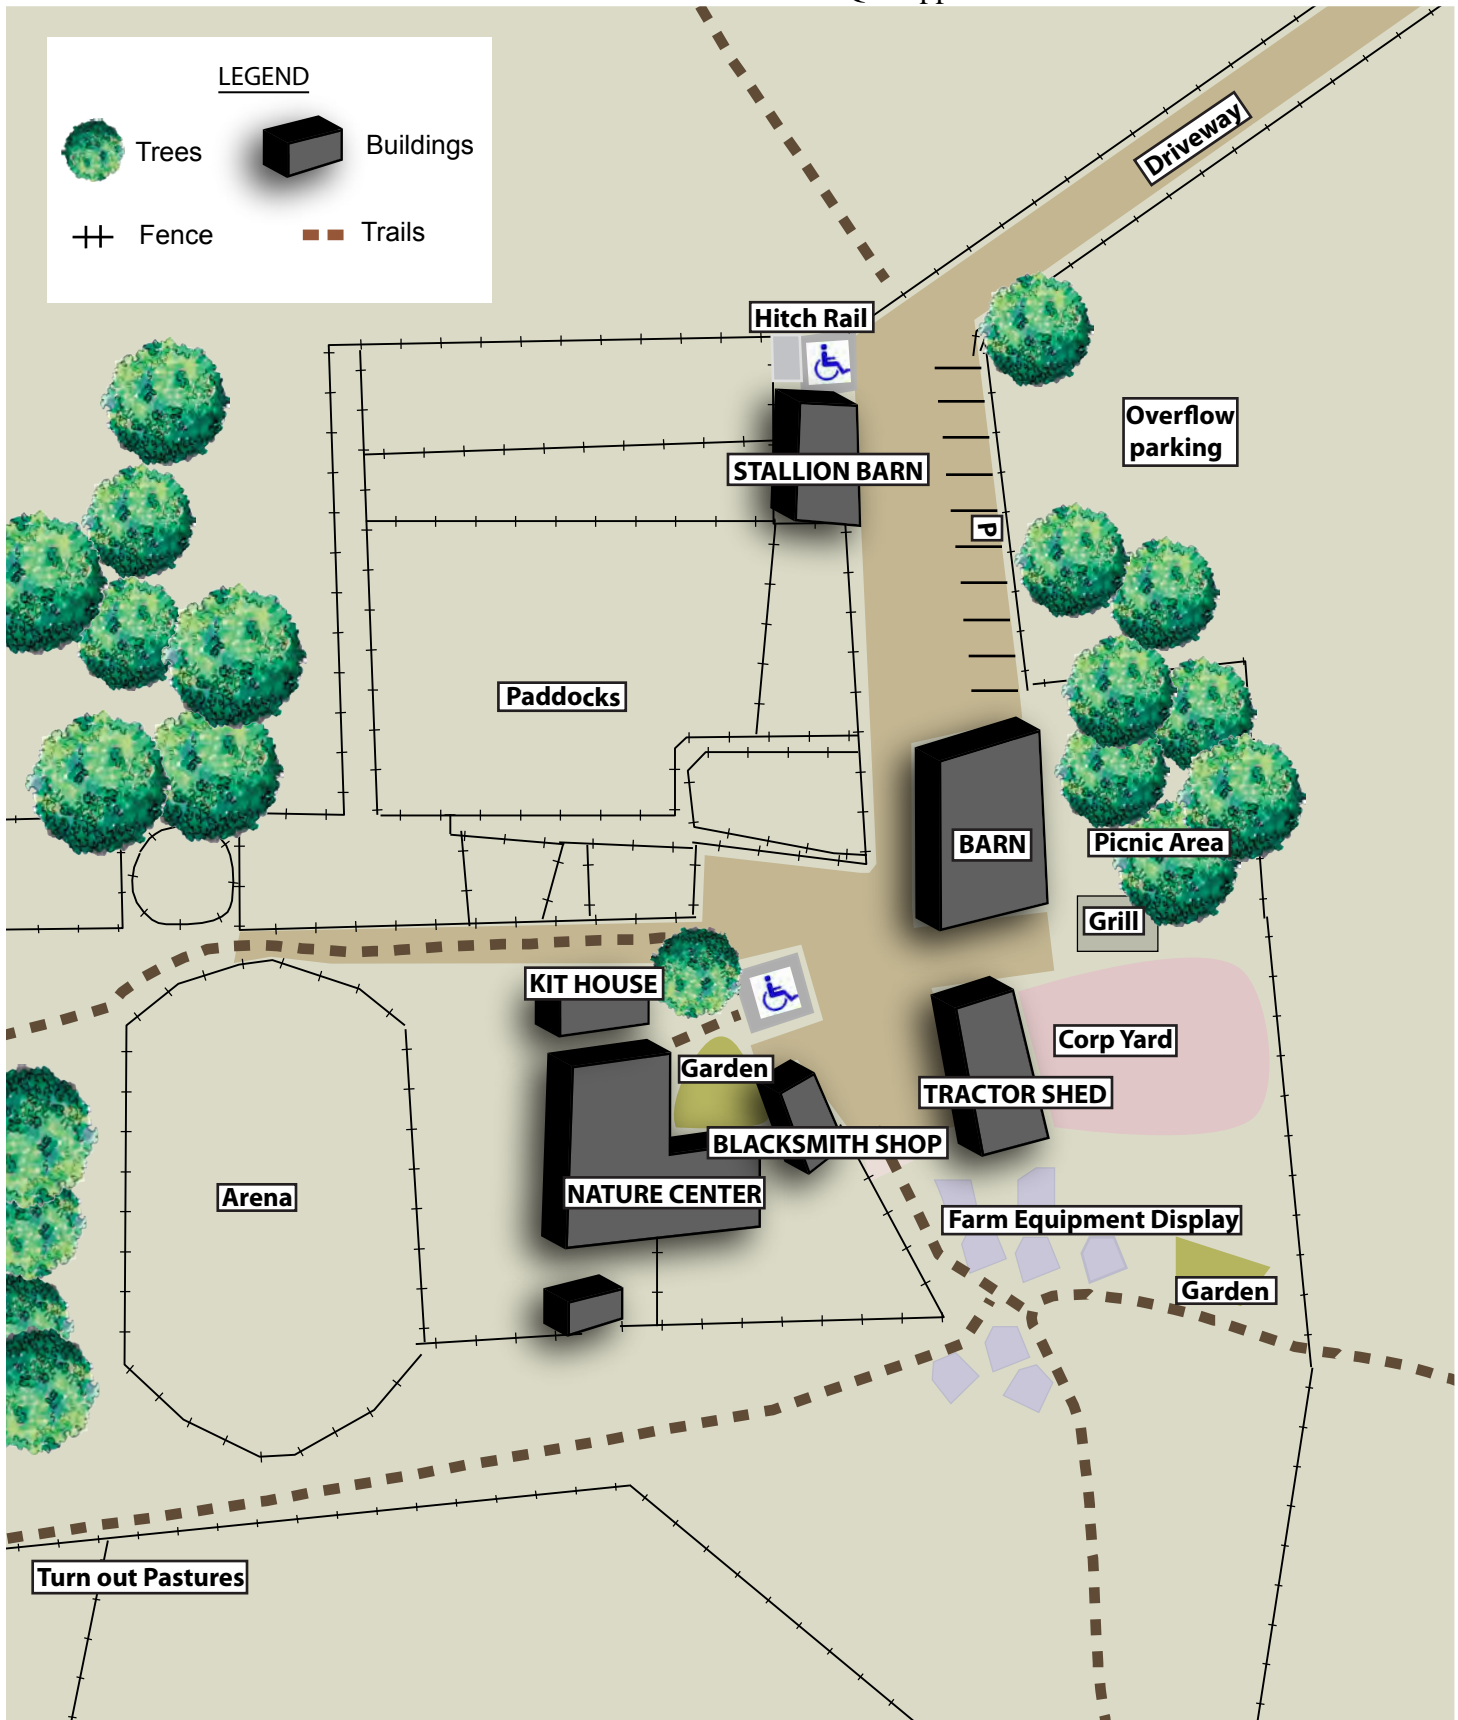 LEGEND
Trees
Buildings
Fence
Trails
Driveway
Hitch Rail
Overflow
parking
STALLION BARN
P
Paddocks
BARN
Picnic Area
Grill
KIT HOUSE
Corp Yard
Garden
TRACTOR SHED
BLACKSMITH SHOP
NATURE CENTER
Arena
Farm Equipment Display
Garden
Turn out Pastures